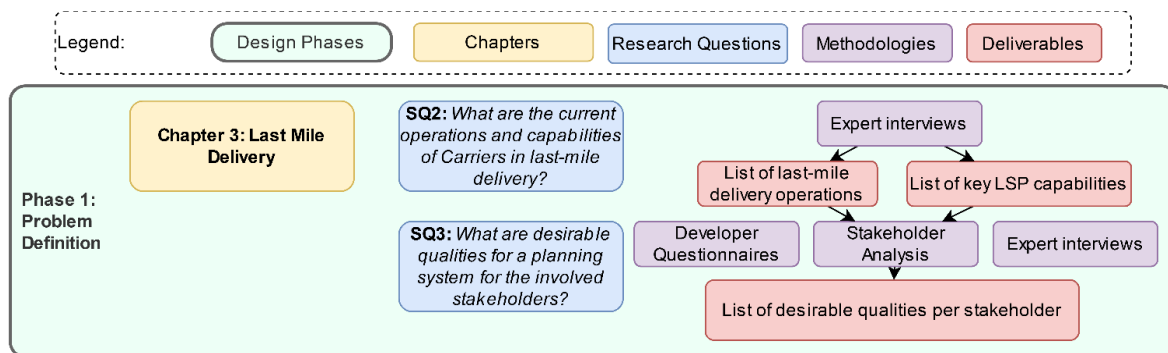 Legend:
Design Phases
Chapters
Research Questions
Methodologies
Deliverables
Phase 1:
Problem
Definition
Chapter 3: Last Mile
Delivery
SQ2: What are the current
operations and capabilities
of Carriers in last-mile
delivery?
Expert interviews
List of last-mile
delivery operations
List of key LSP capabilities
SQ3: What are desirable
qualities for a planning
system for the involved
stakeholders?
Developer
Questionnaires
Stakeholder
Analysis
Expert interviews
List of desirable qualities per stakeholder